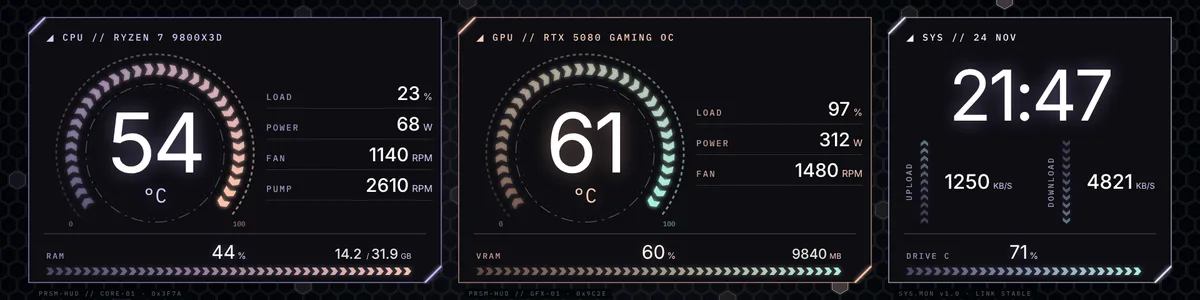 CPU // RYZEN 7 9800X3D
54
°C
0 100
LOAD 23 %
POWER 68 W
FAN 1140 RPM
PUMP 2610 RPM
RAM 44 % 14.2 / 31.9 GB
PRSM-HUD // CORE-01 · 0x3F7A
GPU // RTX 5080 GAMING OC
61
°C
0 100
LOAD 97 %
POWER 312 W
FAN 1480 RPM
VRAM 60 % 9840 MB
PRSM-HUD // GFX-01 · 0x9C2E
SYS // 24 NOV
21:47
UPLOAD 1250 KB/S
DOWNLOAD 4821 KB/S
DRIVE C 71 %
SYS.MON v1.0 · LINK STABLE